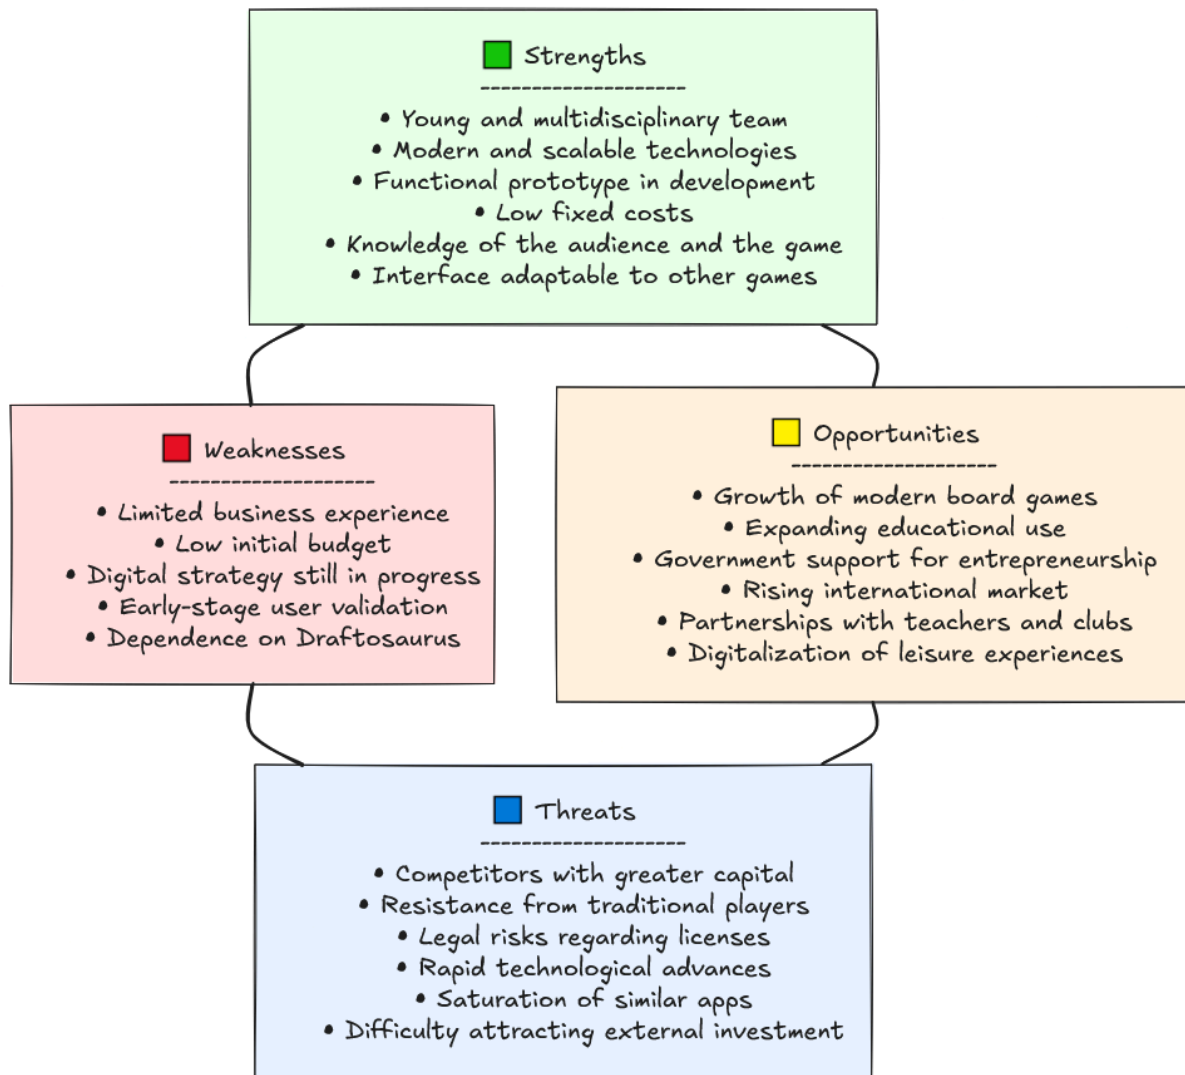 Strengths
--------------------
• Young and multidisciplinary team
• Modern and scalable technologies
• Functional prototype in development
• Low fixed costs
• Knowledge of the audience and the game
• Interface adaptable to other games
Weaknesses
--------------------
• Limited business experience
• Low initial budget
• Digital strategy still in progress
• Early-stage user validation
• Dependence on Draftosaurus
Opportunities
--------------------
• Growth of modern board games
• Expanding educational use
• Government support for entrepreneurship
• Rising international market
• Partnerships with teachers and clubs
• Digitalization of leisure experiences
Threats
--------------------
• Competitors with greater capital
• Resistance from traditional players
• Legal risks regarding licenses
• Rapid technological advances
• Saturation of similar apps
• Difficulty attracting external investment